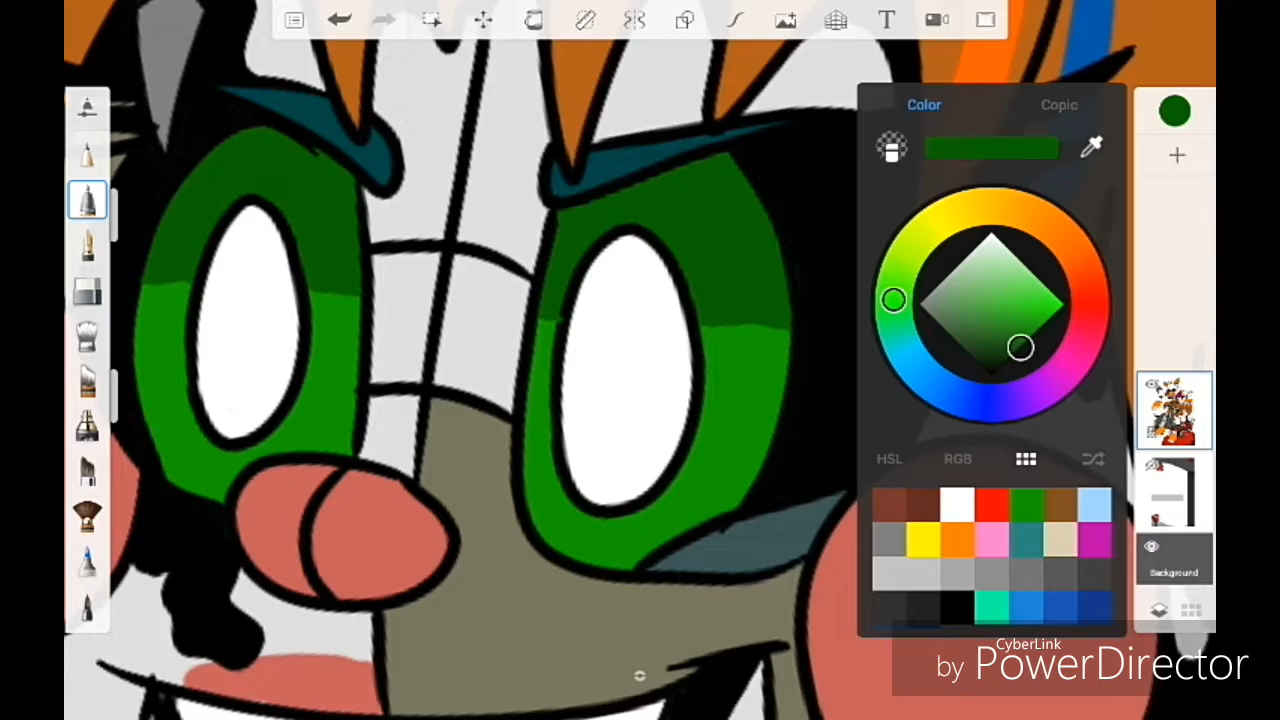 T
Color
Copic
HSL
RGB
Background
CyberLink
by PowerDirector